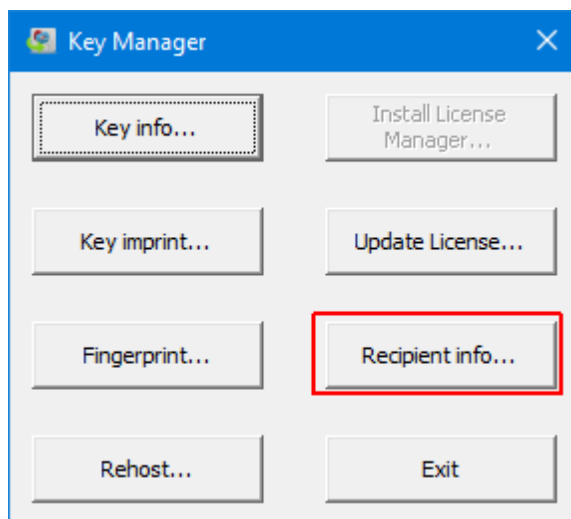 Key Manager
Key info...
Install License
Manager...
Key imprint...
Update License...
Fingerprint...
Recipient info...
Rehost...
Exit